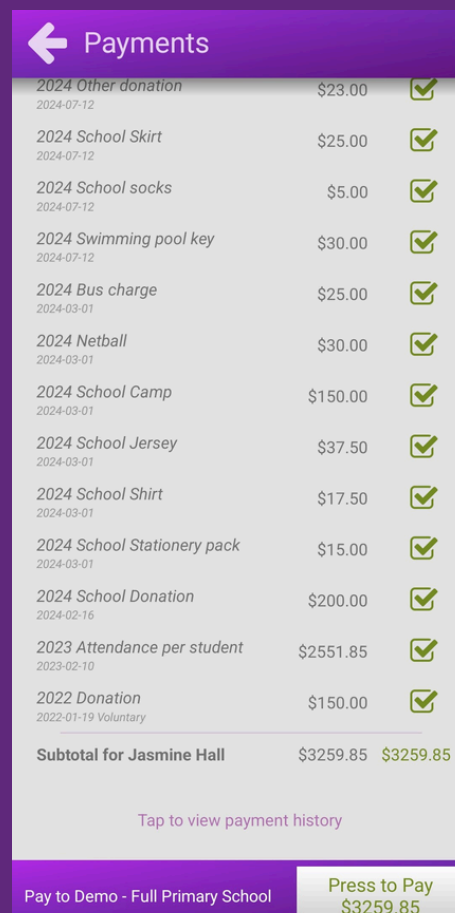 Payments
2024 Other donation $23.00
2024-07-12
2024 School Skirt $25.00
2024-07-12
2024 School socks $5.00
2024-07-12
2024 Swimming pool key $30.00
2024-07-12
2024 Bus charge $25.00
2024-03-01
2024 Netball $30.00
2024-03-01
2024 School Camp $150.00
2024-03-01
2024 School Jersey $37.50
2024-03-01
2024 School Shirt $17.50
2024-03-01
2024 School Stationery pack $15.00
2024-03-01
2024 School Donation $200.00
2024-02-16
2023 Attendance per student $2551.85
2023-02-10
2022 Donation $150.00
2022-01-19 Voluntary
Subtotal for Jasmine Hall $3259.85 $3259.85
Tap to view payment history
Pay to Demo - Full Primary School
Press to Pay
$3259.85